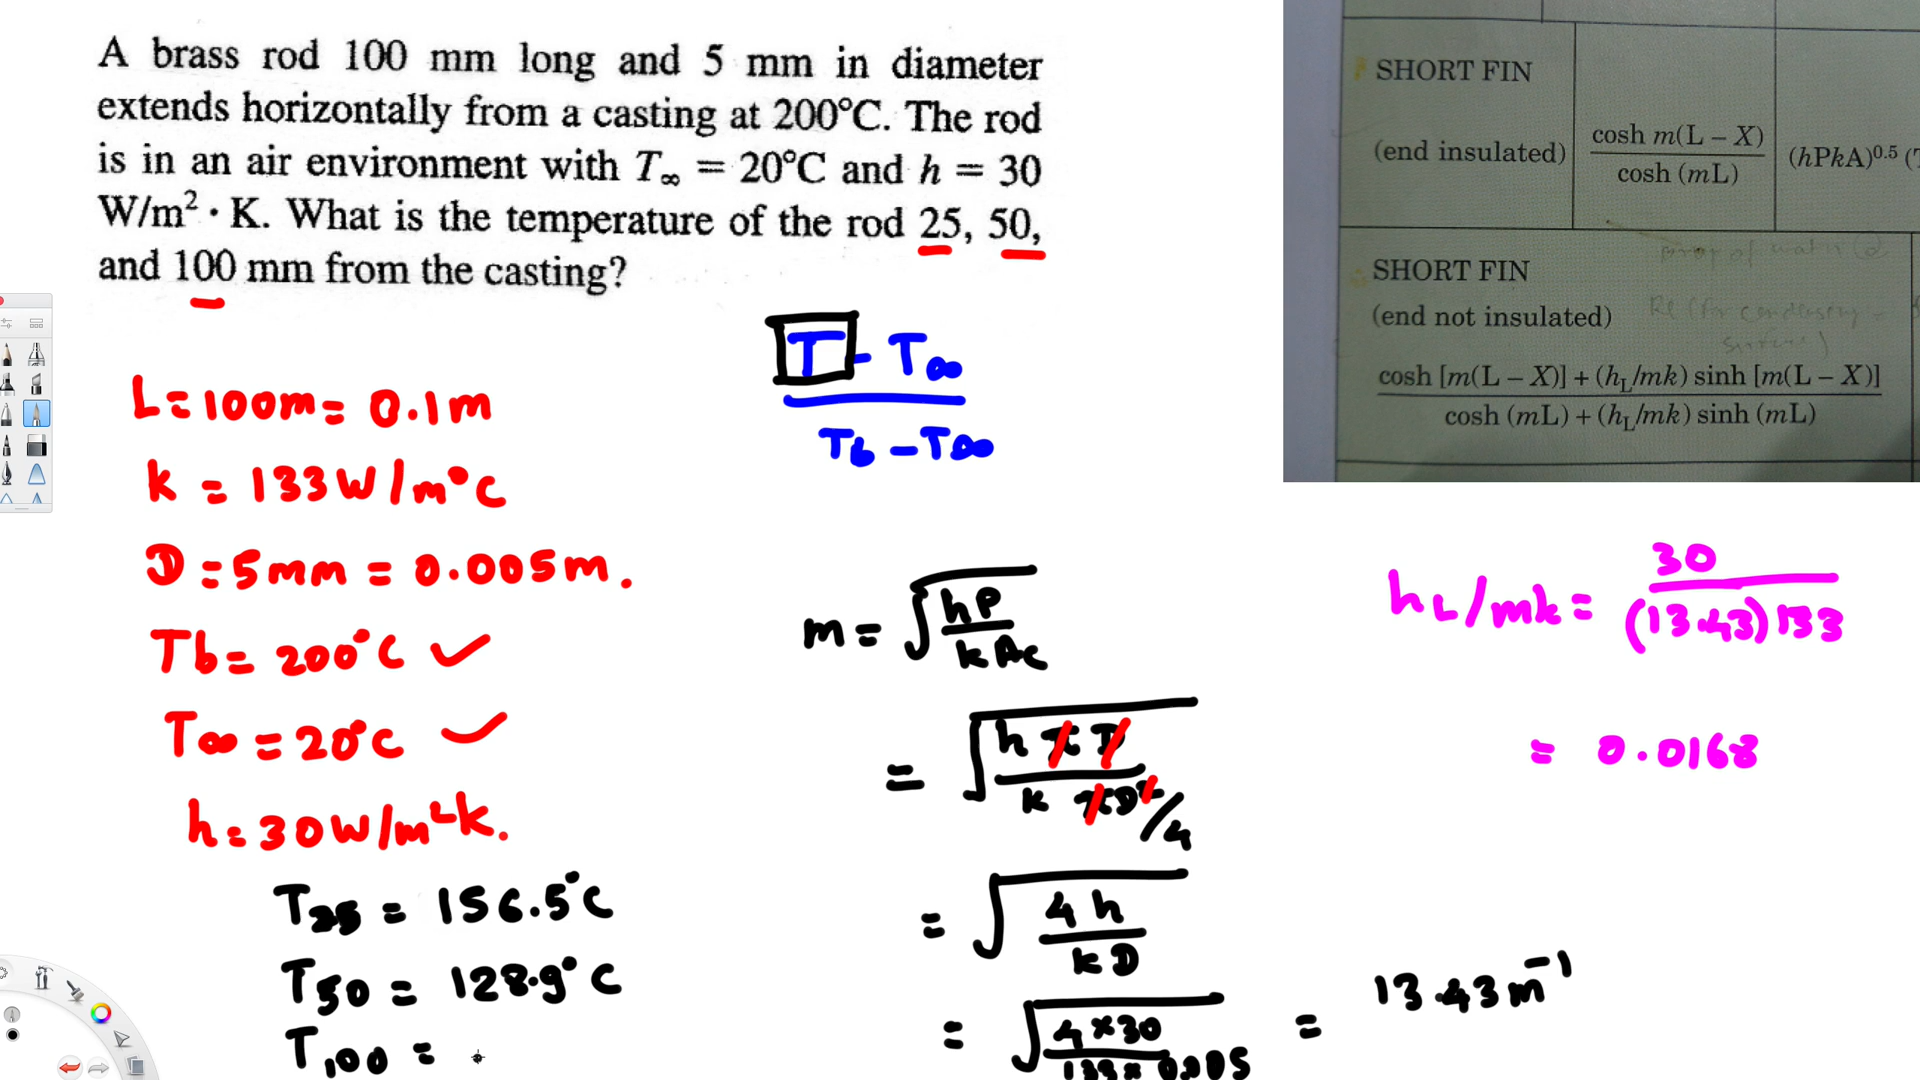 A brass rod 100 mm long and 5 mm in diameter
extends horizontally from a casting at 200°C. The rod
is in an air environment with T∞ = 20°C and h = 30
W/m² · K. What is the temperature of the rod 25, 50,
and 100 mm from the casting?
T - T∞
Tb - T∞
L = 100m = 0.1m
k = 133W/m°C
D = 5mm = 0.005m.
Tb = 200°C ✓
T∞ = 20°C ✓
h = 30W/m²k.
T25 = 156.5°C
T50 = 128.9°C
T100 =
m = √(hP / kAc)
= √(h π D / k πD²/4)
= √(4h / kD)
= √(4×30 / 133×0.005) = 13.43m⁻¹
SHORT FIN
(end insulated)
cosh m(L – X)
cosh (mL)
(hPkA)0.5 (
SHORT FIN
(end not insulated)
cosh [m(L – X)] + (hL/mk) sinh [m(L – X)]
cosh (mL) + (hL/mk) sinh (mL)
hL/mk = 30 / (13.43)133
= 0.0168